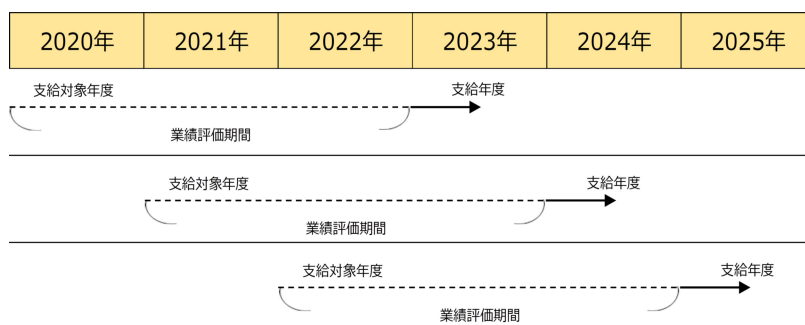 2020年 2021年 2022年 2023年 2024年 2025年
支給対象年度 支給年度
業績評価期間
支給対象年度 支給年度
業績評価期間
支給対象年度 支給年度
業績評価期間